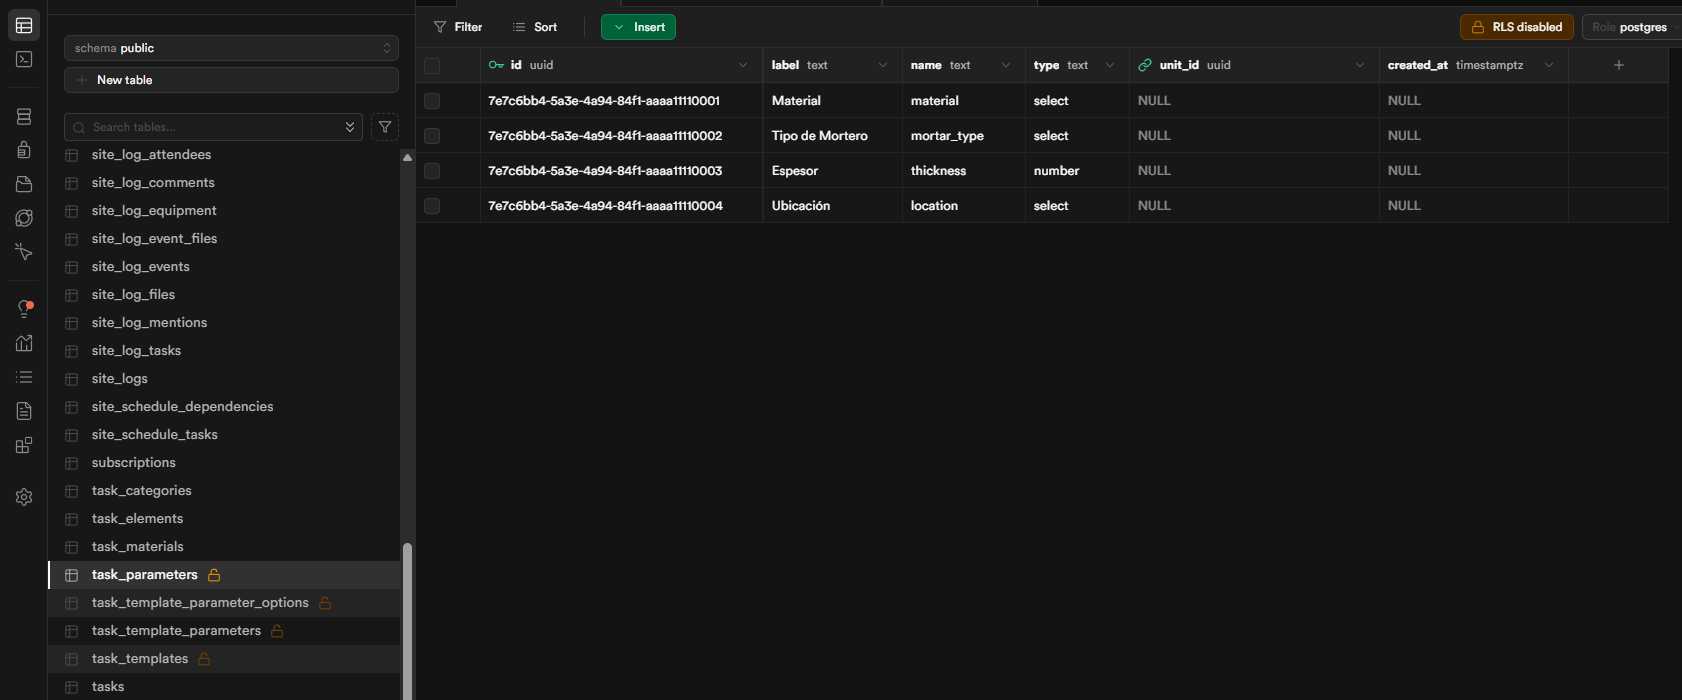 schema public
New table
Search tables...
site_log_attendees
site_log_comments
site_log_equipment
site_log_event_files
site_log_events
site_log_files
site_log_mentions
site_log_tasks
site_logs
site_schedule_dependencies
site_schedule_tasks
subscriptions
task_categories
task_elements
task_materials
task_parameters
task_template_parameter_options
task_template_parameters
task_templates
tasks
Filter Sort Insert RLS disabled Role postgres
id uuid label text name text type text unit_id uuid created_at timestamptz
7e7c6bb4-5a3e-4a94-84f1-aaaa11110001 Material material select NULL NULL
7e7c6bb4-5a3e-4a94-84f1-aaaa11110002 Tipo de Mortero mortar_type select NULL NULL
7e7c6bb4-5a3e-4a94-84f1-aaaa11110003 Espesor thickness number NULL NULL
7e7c6bb4-5a3e-4a94-84f1-aaaa11110004 Ubicación location select NULL NULL